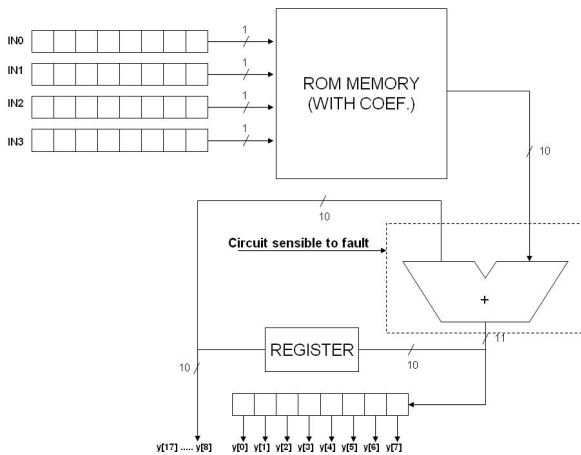 IN0
1
IN1
1
IN2
1
IN3
1
ROM MEMORY
(WITH COEF.)
10
10
Circuit sensible to fault
+
11
REGISTER
10
10
y[17] ..... y[8] y[0] y[1] y[2] y[3] y[4] y[5] y[6] y[7]